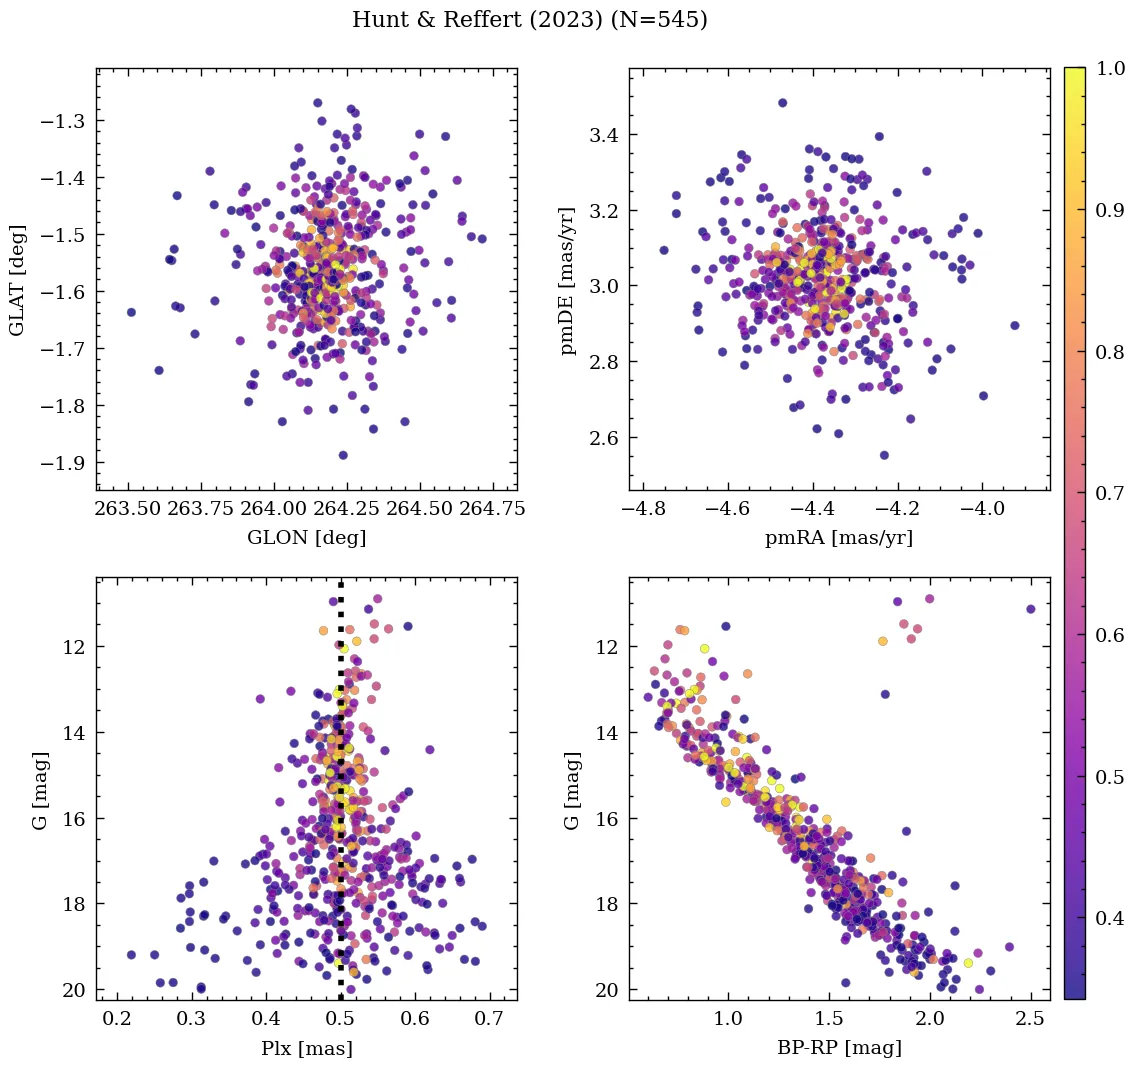 Hunt & Reffert (2023) (N=545)
−1.3
−1.4
−1.5
−1.6
−1.7
−1.8
−1.9
GLAT [deg]
263.50 263.75 264.00 264.25 264.50 264.75
GLON [deg]
3.4
3.2
3.0
2.8
2.6
pmDE [mas/yr]
−4.8 −4.6 −4.4 −4.2 −4.0
pmRA [mas/yr]
12
14
16
18
20
G [mag]
0.2 0.3 0.4 0.5 0.6 0.7
Plx [mas]
12
14
16
18
20
G [mag]
1.0 1.5 2.0 2.5
BP-RP [mag]
1.0
0.9
0.8
0.7
0.6
0.5
0.4